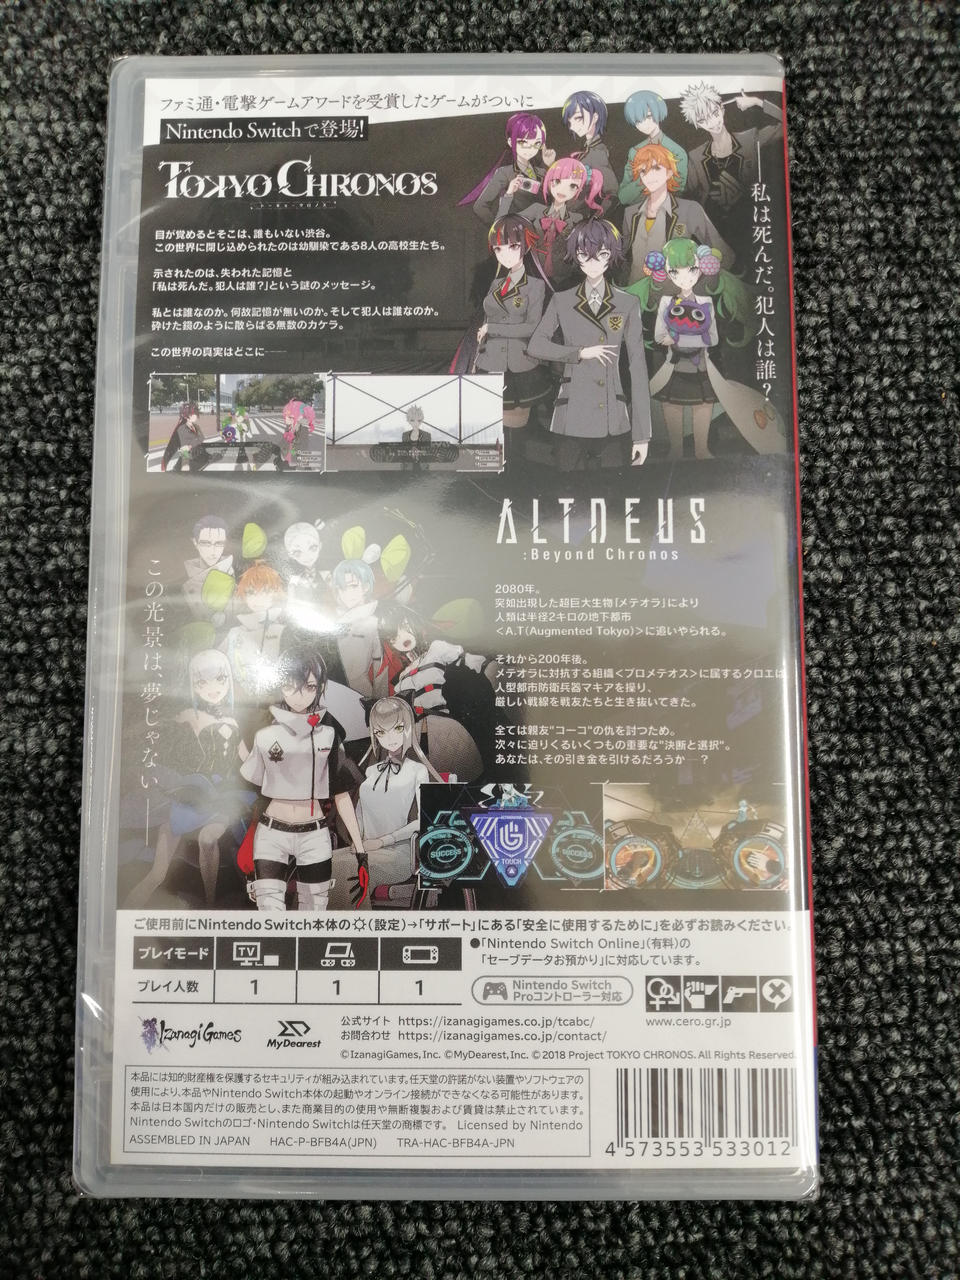 ファミ通・電撃ゲームアワードを受賞したゲームがついに
Nintendo Switchで登場!
TOKYO CHRONOS
トーキョークロノス
目が覚めるとそこは、誰もいない渋谷。
この世界に閉じ込められたのは幼馴染である8人の高校生たち。
示されたのは、失われた記憶と
「私は死んだ。犯人は誰?」という謎のメッセージ。
私とは誰なのか。何故記憶が無いのか。そして犯人は誰なのか。
砕けた鏡のように散らばる無数のカケラ。
この世界の真実はどこに──
──私は死んだ。犯人は誰?
ALTDEUS
:Beyond Chronos
この光景は、夢じゃない──
2080年。
突如出現した超巨大生物「メテオラ」により
人類は半径2キロの地下都市
<A.T(Augmented Tokyo)>に追いやられる。
それから200年後。
メテオラに対抗する組織<プロメテオス>に属するクロエは
人型都市防衛兵器マキアを操り、
厳しい戦線を戦友たちと生き抜いてきた。
全ては親友"コーコ"の仇を討つため。
次々に迫りくるいくつもの重要な"決断と選択"。
あなたは、その引き金を引けるだろうか─?
SUCCESS
TOUCH
SUCCESS
ご使用前にNintendo Switch本体の(設定)→「サポート」にある「安全に使用するために」を必ずお読みください。
プレイモード TV
プレイ人数 1 1 1
●「Nintendo Switch Online」(有料)の
「セーブデータお預かり」に対応しています。
Nintendo Switch
Proコントローラー対応
www.cero.gr.jp
IzanagiGames
MyDearest
公式サイト https://izanagigames.co.jp/tcabc/
お問合わせ https://izanagigames.co.jp/contact/
©IzanagiGames, Inc. ©MyDearest, Inc. © 2018 Project TOKYO CHRONOS. All Rights Reserved.
本品には知的財産権を保護するセキュリティが組み込まれています。任天堂の許諾がない装置やソフトウェアの
使用により、本品やNintendo Switch本体の起動やオンライン接続ができなくなる可能性があります。
本品は日本国内だけの販売とし、また商業目的の使用や無断複製および賃貸は禁止されています。
Nintendo Switchのロゴ・Nintendo Switchは任天堂の商標です。 Licensed by Nintendo
ASSEMBLED IN JAPAN HAC-P-BFB4A(JPN) TRA-HAC-BFB4A-JPN
4 573553 533012